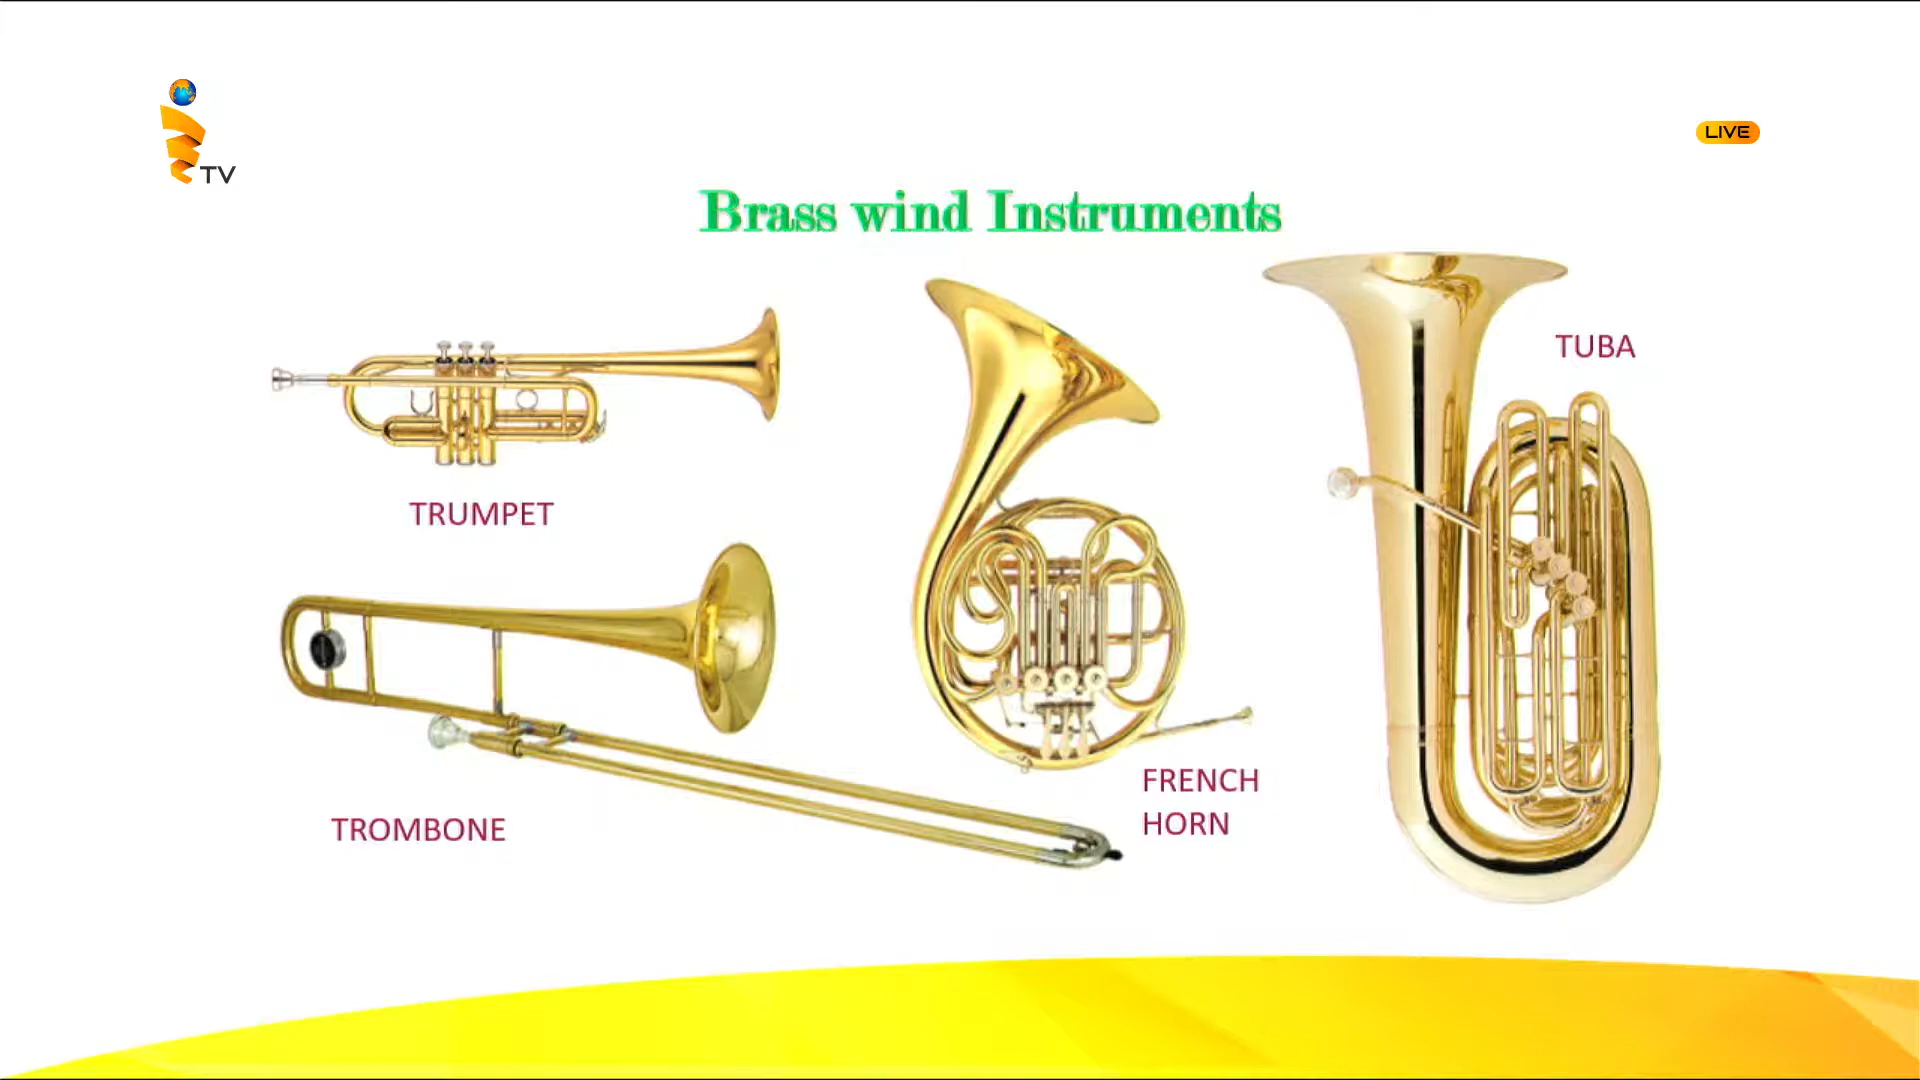 TV
LIVE
Brass wind Instruments
TUBA
TRUMPET
FRENCH
HORN
TROMBONE